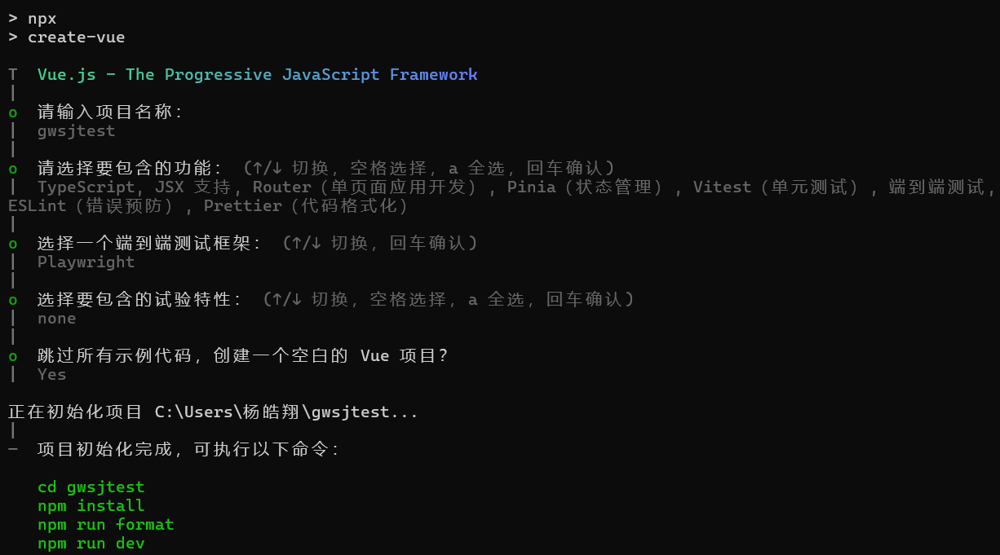 > npx
> create-vue
T  Vue.js - The Progressive JavaScript Framework
|
o  请输入项目名称：
|  gwsjtest
|
o  请选择要包含的功能： (↑/↓ 切换，空格选择，a 全选，回车确认)
|  TypeScript, JSX 支持, Router（单页面应用开发）, Pinia（状态管理）, Vitest（单元测试）, 端到端测试,
ESLint（错误预防）, Prettier（代码格式化）
|
o  选择一个端到端测试框架： (↑/↓ 切换，回车确认)
|  Playwright
|
o  选择要包含的试验特性： (↑/↓ 切换，空格选择，a 全选，回车确认)
|  none
|
o  跳过所有示例代码，创建一个空白的 Vue 项目？
|  Yes
正在初始化项目 C:\Users\杨皓翔\gwsjtest...
|
—  项目初始化完成，可执行以下命令：
cd gwsjtest
npm install
npm run format
npm run dev